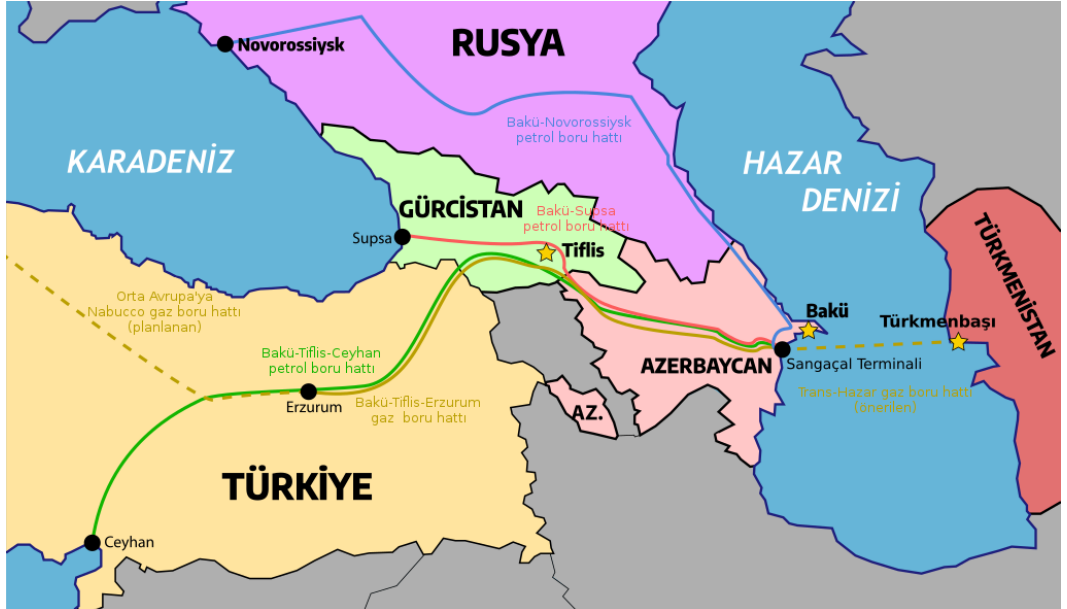 RUSYA
Novorossiysk
Bakü-Novorossiysk
petrol boru hattı
KARADENİZ
HAZAR
DENİZİ
GÜRCİSTAN
Bakü-Supsa
petrol boru hattı
Supsa
Tiflis
TÜRKMENİSTAN
Orta Avrupa'ya
Nabucco gaz boru hattı
(planlanan)
Bakü
Türkmenbaşı
Bakü-Tiflis-Ceyhan
petrol boru hattı
AZERBAYCAN
Sangaçal Terminali
Erzurum
Bakü-Tiflis-Erzurum
gaz boru hattı
Trans-Hazar gaz boru hattı
(önerilen)
AZ.
TÜRKİYE
Ceyhan